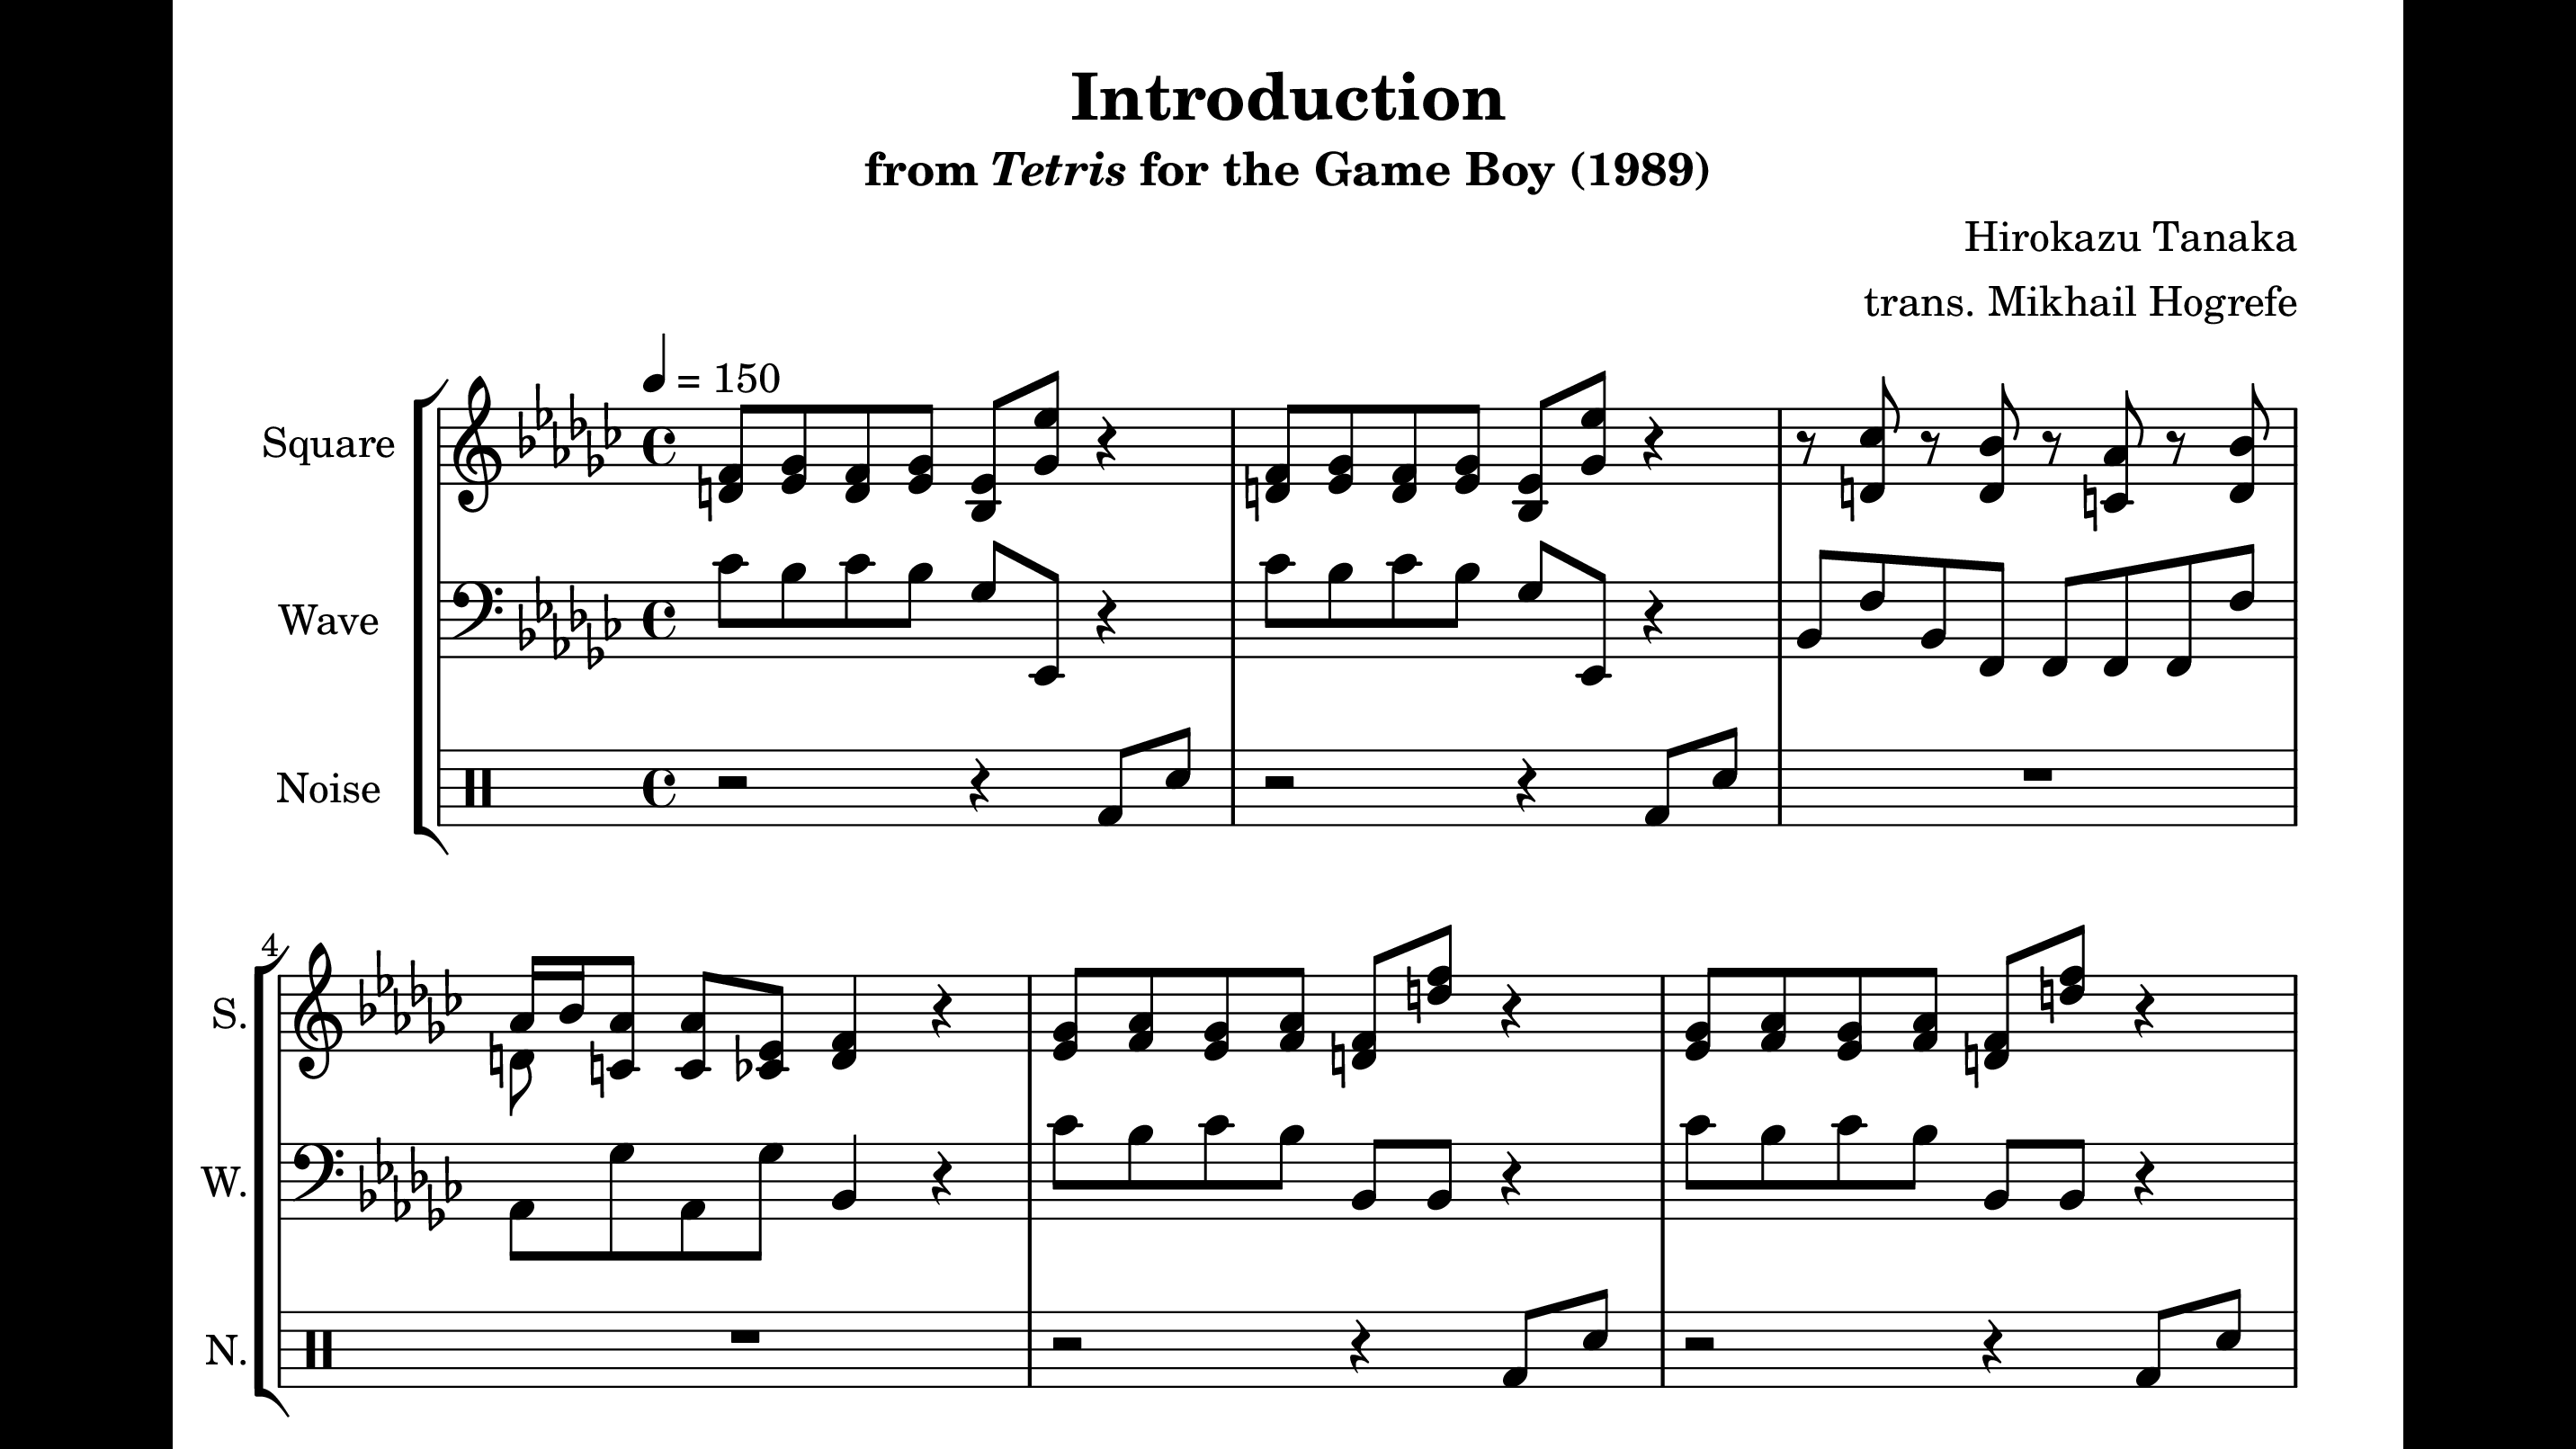 Introduction
from Tetris for the Game Boy (1989)
Hirokazu Tanaka
trans. Mikhail Hogrefe
= 150
Square
Wave
Noise
4
S.
W.
N.